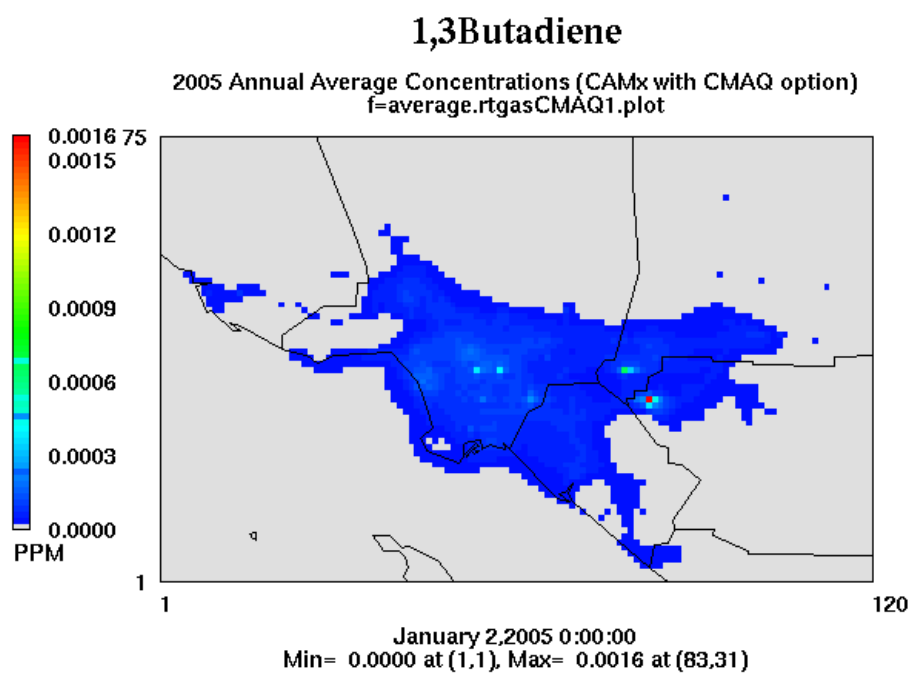 1,3Butadiene
2005 Annual Average Concentrations (CAMx with CMAQ option)
f=average.rtgasCMAQ1.plot
0.0016
75
0.0015
0.0012
0.0009
0.0006
0.0003
0.0000
PPM
1
1
120
January 2,2005 0:00:00
Min= 0.0000 at (1,1), Max= 0.0016 at (83,31)